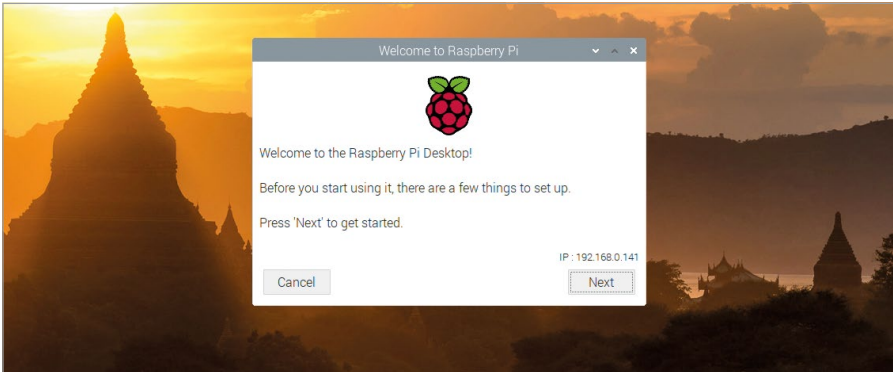 Welcome to Raspberry Pi
Welcome to the Raspberry Pi Desktop!
Before you start using it, there are a few things to set up.
Press 'Next' to get started.
IP : 192.168.0.141
Cancel
Next